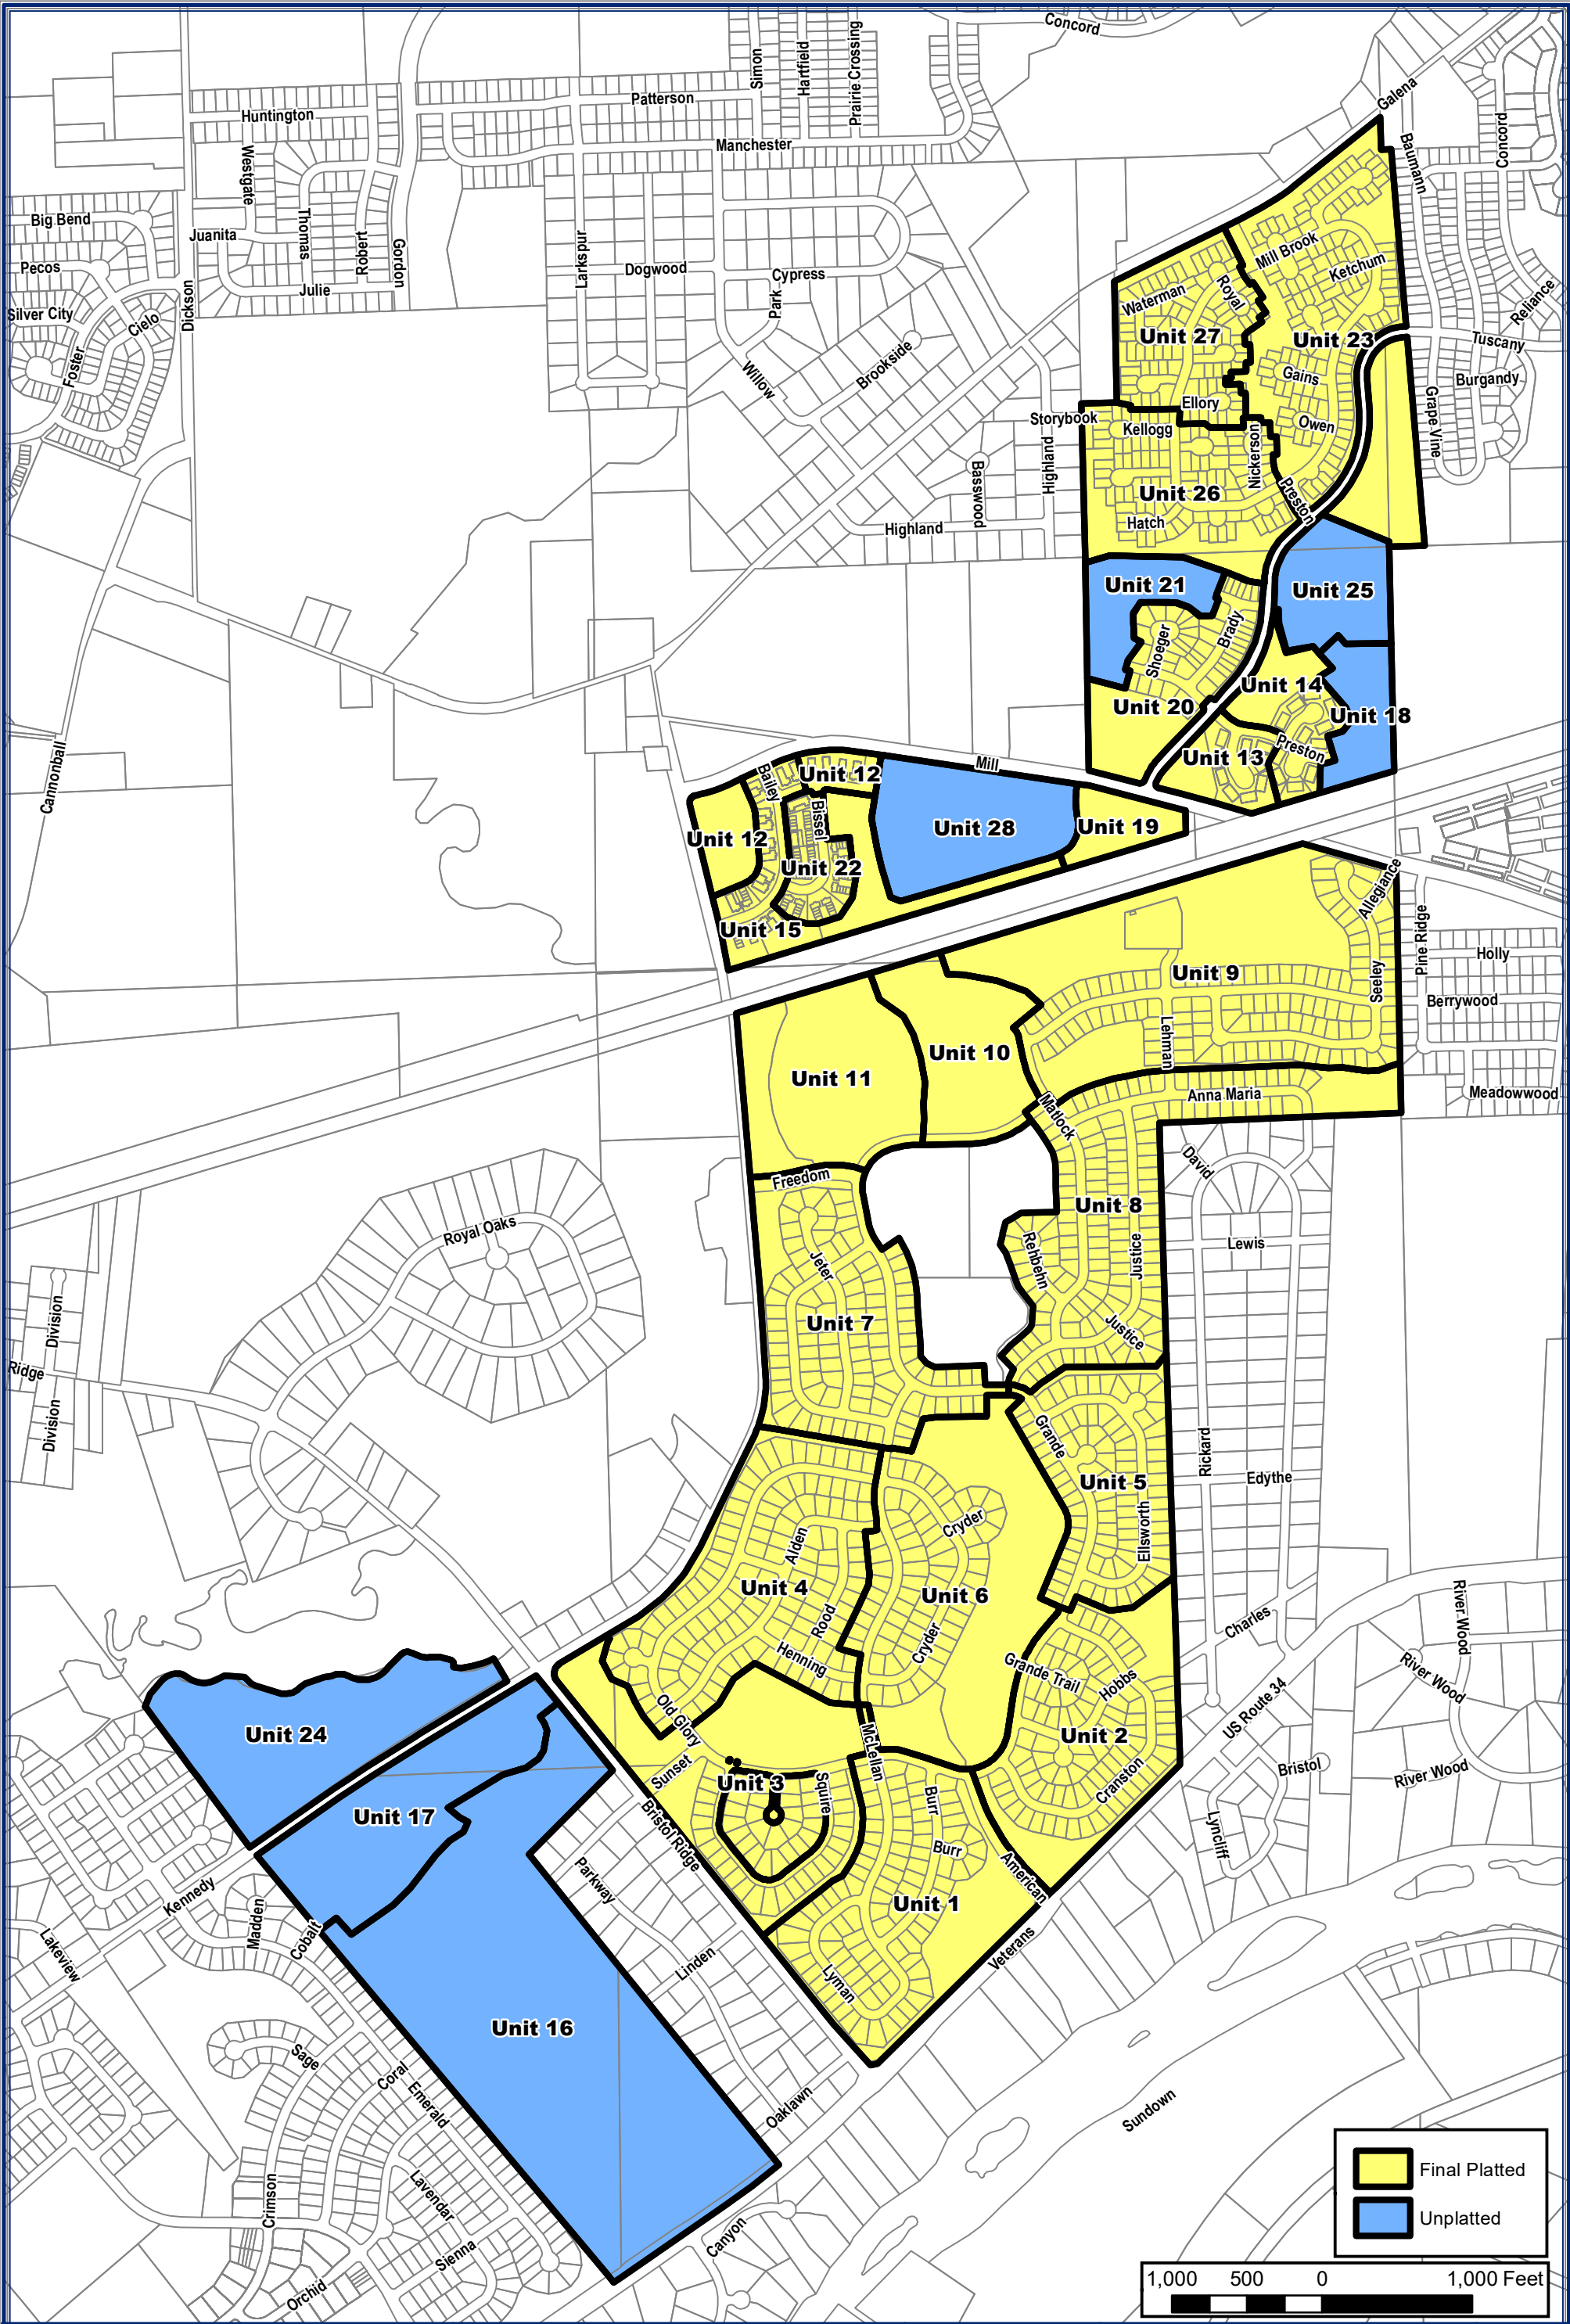 Concord
Simon
Hartfield
Prairie Crossing
Galena
Patterson
Huntington
Manchester
Westgate
Baumann
Concord
Big Bend
Juanita
Thomas
Robert
Gordon
Larkspur
Dogwood
Cypress
Park
Mill Brook
Ketchum
Pecos
Julie
Dickson
Silver City
Cielo
Foster
Waterman
Royal
Reliance
Unit 27
Unit 23
Tuscany
Willow
Brookside
Gains
Burgandy
Ellory
Grape Vine
Storybook
Kellogg
Owen
Nickerson
Highland
Basswood
Unit 26
Preston
Hatch
Highland
Unit 21
Unit 25
Shoeger
Brady
Unit 14
Unit 20
Unit 18
Preston
Unit 13
Cannonball
Mill
Bailey
Unit 12
Bissel
Unit 12
Unit 28
Unit 19
Unit 22
Unit 15
Allegiance
Pine Ridge
Holly
Unit 9
Seeley
Berrywood
Lehman
Unit 10
Unit 11
Matlock
Anna Maria
Meadowwood
David
Freedom
Unit 8
Royal Oaks
Rehbehn
Justice
Lewis
Jeter
Division
Unit 7
Justice
Ridge
Division
Grande
Rickard
Unit 5
Edythe
Cryder
Ellsworth
Alden
Unit 4
Unit 6
Rood
Cryder
Henning
Charles
River Wood
Grande Trail
Hobbs
River Wood
US Route 34
Old Glory
McLellan
Unit 2
Unit 24
Sunset
Unit 3
Squire
Cranston
Bristol
River Wood
Burr
Unit 17
Bristol Ridge
Burr
Lyncliff
Parkway
American
Unit 1
Kennedy
Madden
Cobalt
Lakeview
Linden
Veterans
Lyman
Unit 16
Sage
Coral
Emerald
Oaklawn
Sundown
Lavendar
Crimson
Canyon
Sienna
Orchid
Final Platted
Unplatted
1,000 500 0 1,000 Feet